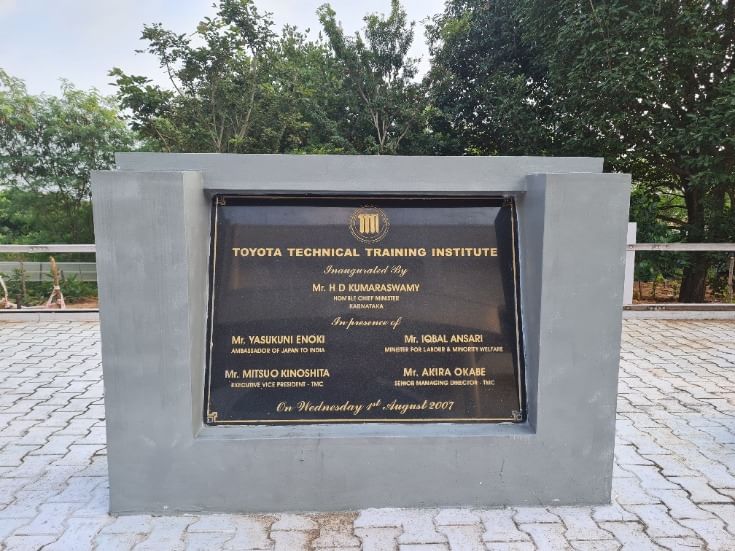 TOYOTA TECHNICAL TRAINING INSTITUTE
Inaugurated By
Mr. H D KUMARASWAMY
HON'BLE CHIEF MINISTER
KARNATAKA
In presence of
Mr. YASUKUNI ENOKI
AMBASSADOR OF JAPAN TO INDIA
Mr. IQBAL ANSARI
MINISTER FOR LABOUR & MINORITY WELFARE
Mr. MITSUO KINOSHITA
EXECUTIVE VICE PRESIDENT - TMC
Mr. AKIRA OKABE
SENIOR MANAGING DIRECTOR - TMC
On Wednesday 1st August 2007